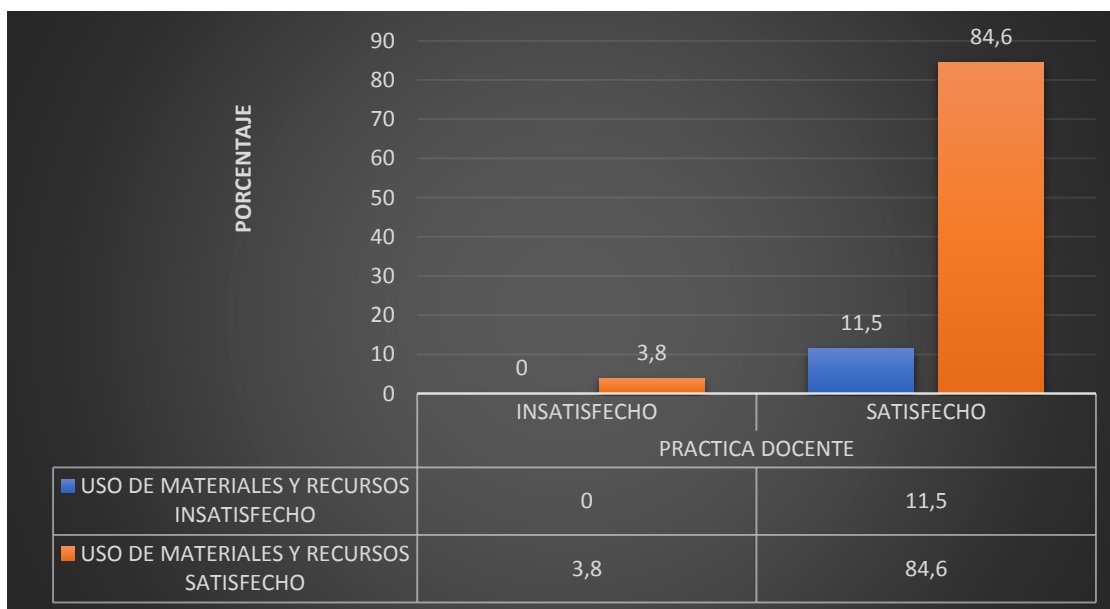 PORCENTAJE
90
80
70
60
50
40
30
20
10
0
0
3,8
11,5
84,6
INSATISFECHO
SATISFECHO
PRACTICA DOCENTE
USO DE MATERIALES Y RECURSOS
INSATISFECHO
0
11,5
USO DE MATERIALES Y RECURSOS
SATISFECHO
3,8
84,6